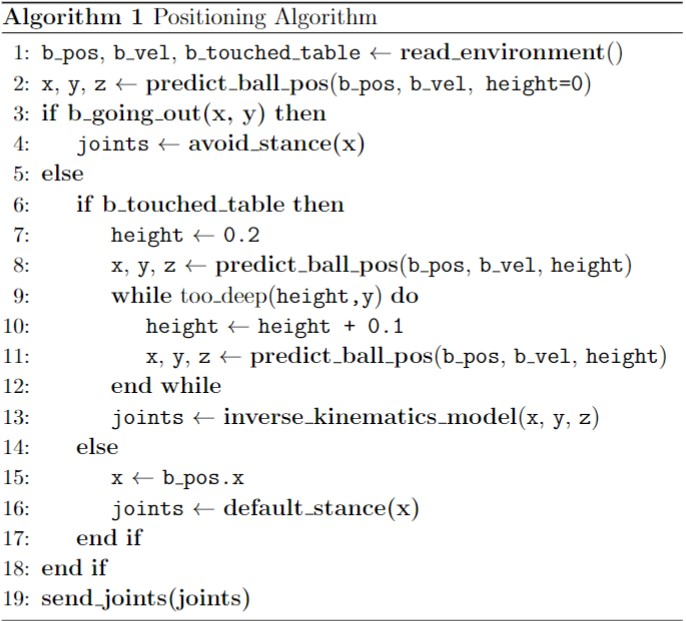 Algorithm 1 Positioning Algorithm
1: b_pos, b_vel, b_touched_table ← read_environment()
2: x, y, z ← predict_ball_pos(b_pos, b_vel, height=0)
3: if b_going_out(x, y) then
4: joints ← avoid_stance(x)
5: else
6: if b_touched_table then
7: height ← 0.2
8: x, y, z ← predict_ball_pos(b_pos, b_vel, height)
9: while too_deep(height,y) do
10: height ← height + 0.1
11: x, y, z ← predict_ball_pos(b_pos, b_vel, height)
12: end while
13: joints ← inverse_kinematics_model(x, y, z)
14: else
15: x ← b_pos.x
16: joints ← default_stance(x)
17: end if
18: end if
19: send_joints(joints)